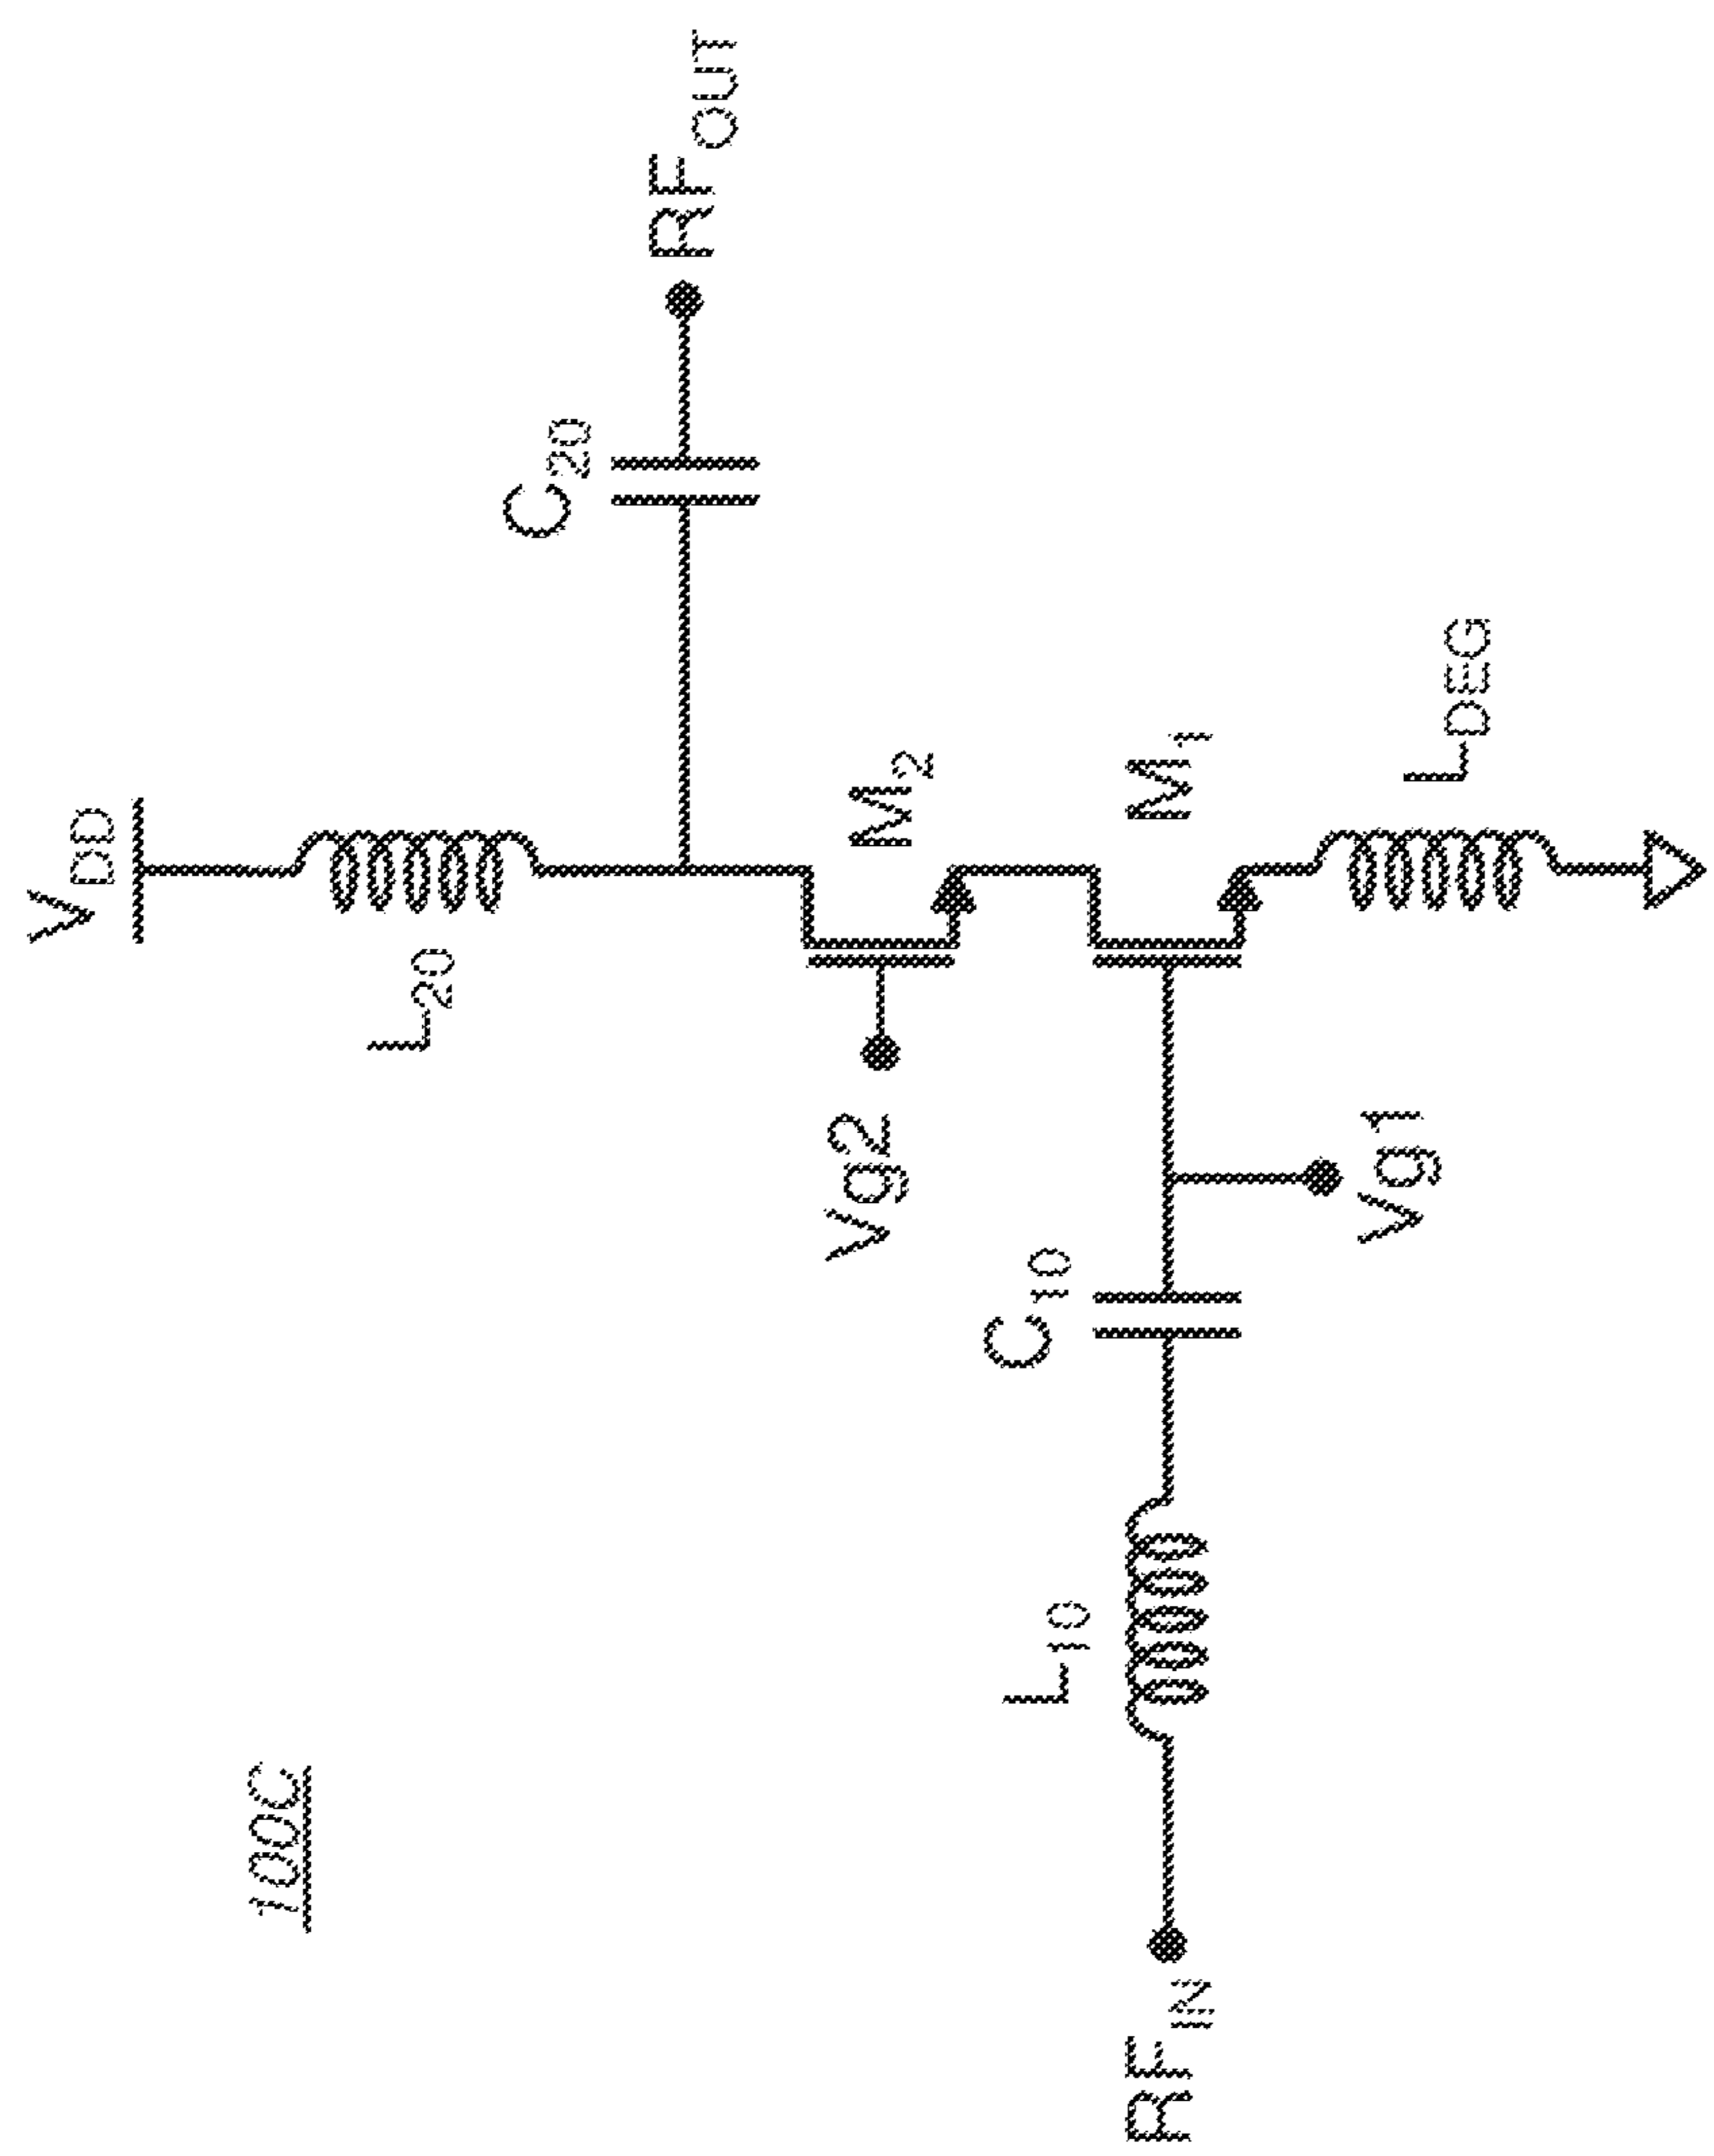 100C
V_DD
L_20
C_20
RF_OUT
Vg2
M_2
RF_IN
L_10
C_10
Vg1
M_1
L_DEG